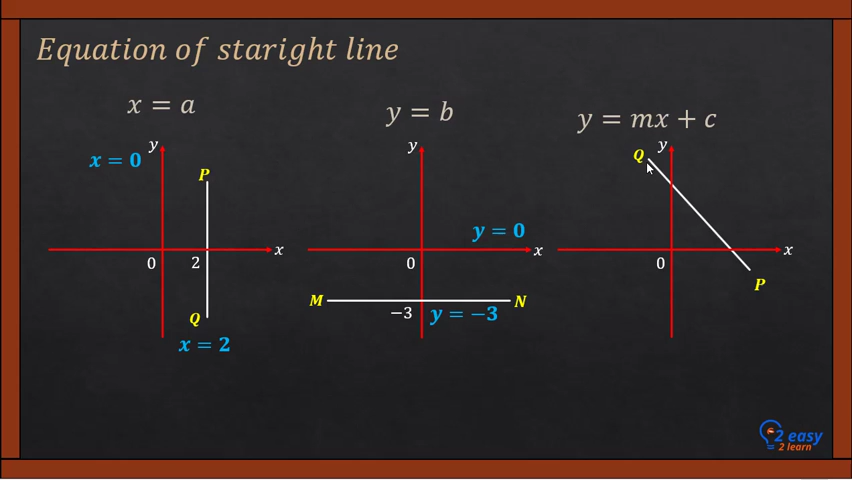 Equation of staright line
x = a
y
x = 0
P
0
2
x
Q
x = 2
y = b
y
y = 0
0
x
M
N
−3
y = −3
y = mx + c
Q
y
0
x
P
2 easy
2 learn